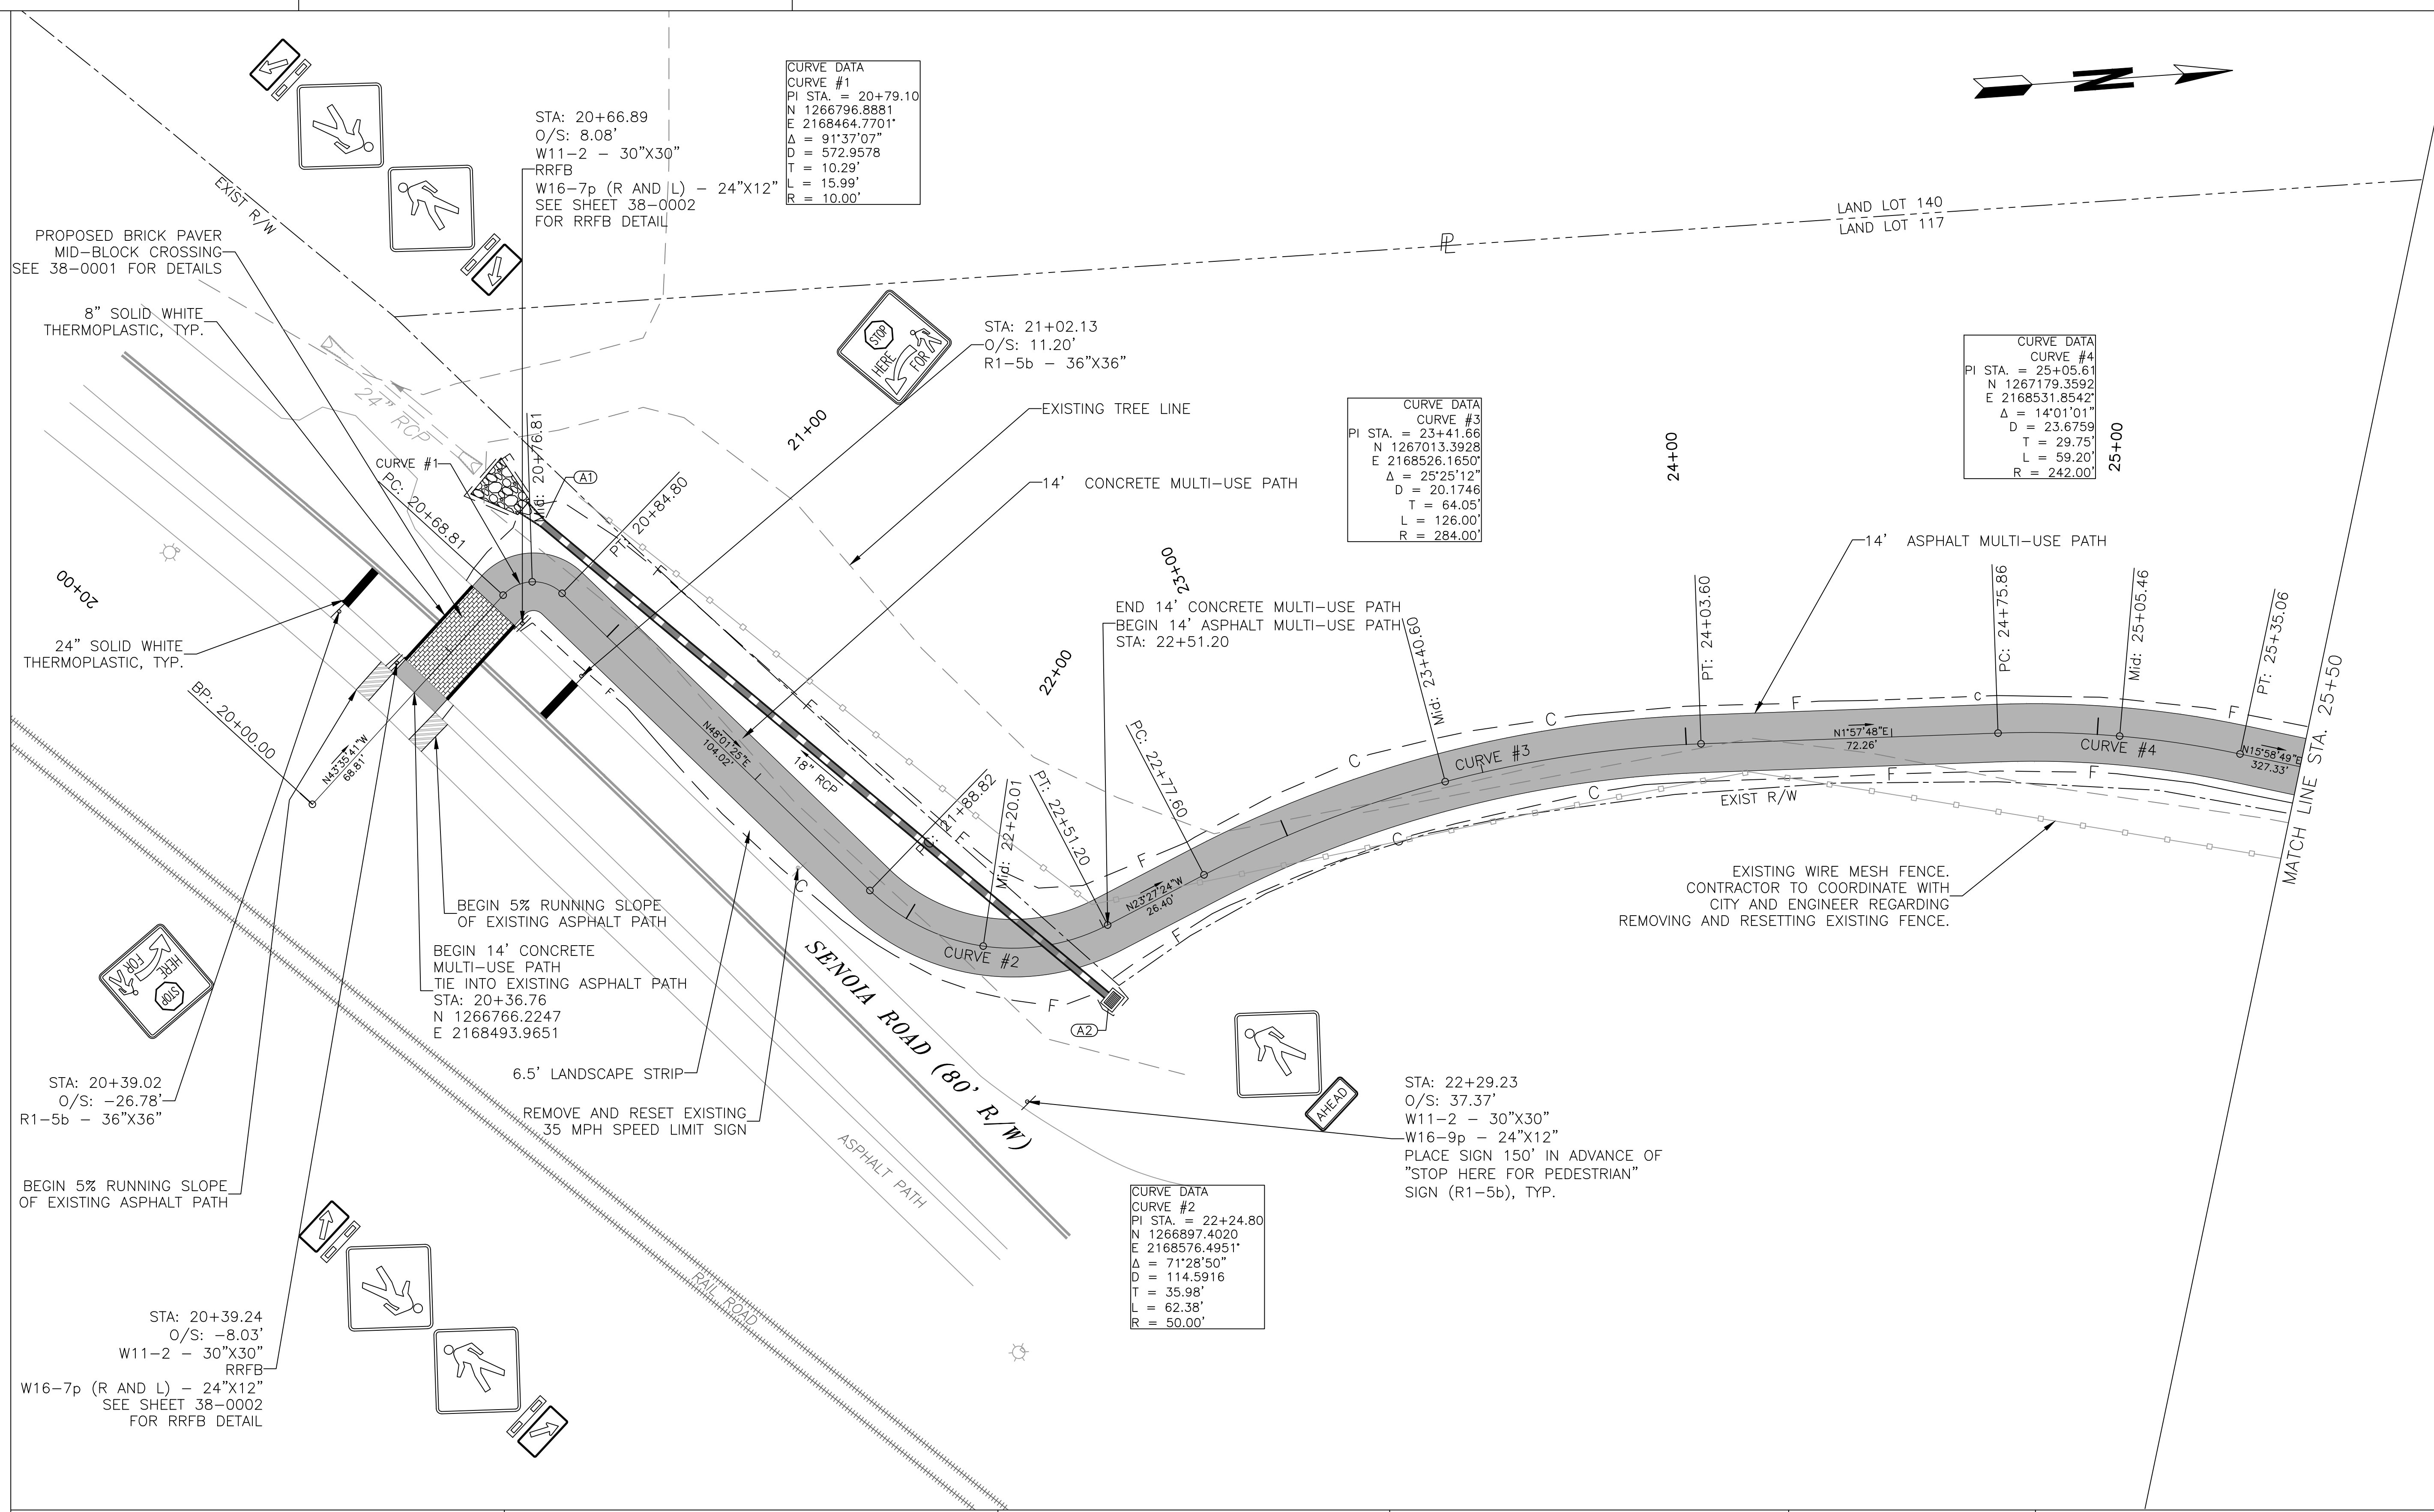 CURVE DATA
CURVE #1
PI STA. = 20+79.10
N 1266796.8881
E 2168464.7701°
Δ = 91°37'07"
D = 572.9578
T = 10.29'
L = 15.99'
R = 10.00'
STA: 20+66.89
O/S: 8.08'
W11-2 - 30"X30"
RRFB
W16-7p (R AND L) - 24"X12"
SEE SHEET 38-0002
FOR RRFB DETAIL
N
EXIST R/W
LAND LOT 140
LAND LOT 117
PL
PROPOSED BRICK PAVER
MID-BLOCK CROSSING
SEE 38-0001 FOR DETAILS
8" SOLID WHITE
THERMOPLASTIC, TYP.
24" RCP
STOP
HERE
FOR
STA: 21+02.13
O/S: 11.20'
R1-5b - 36"X36"
EXISTING TREE LINE
14' CONCRETE MULTI-USE PATH
CURVE DATA
CURVE #3
PI STA. = 23+41.66
N 1267013.3928
E 2168526.1650°
Δ = 25°25'12"
D = 20.1746
T = 64.05'
L = 126.00'
R = 284.00'
CURVE DATA
CURVE #4
PI STA. = 25+05.61
N 1267179.3592
E 2168531.8542°
Δ = 14°01'01"
D = 23.6759
T = 29.75'
L = 59.20'
R = 242.00'
20+00
21+00
22+00
23+00
24+00
25+00
CURVE #1
PC: 20+68.81
Mid: 20+76.81
A1
PT: 20+84.80
14' ASPHALT MULTI-USE PATH
END 14' CONCRETE MULTI-USE PATH
BEGIN 14' ASPHALT MULTI-USE PATH
STA: 22+51.20
24" SOLID WHITE
THERMOPLASTIC, TYP.
BP: 20+00.00
N43°35'41"W
68.81'
N48°01'25"E
104.02'
18" RCP
PC: 21+88.82
Mid: 22+20.01
PT: 22+51.20
PC: 22+77.60
N23°27'24"W
26.40'
Mid: 23+40.60
PT: 24+03.60
PC: 24+75.86
Mid: 25+05.46
PT: 25+35.06
CURVE #2
CURVE #3
CURVE #4
N1°57'48"E
72.26'
N15°58'49"E
327.33'
EXIST R/W
MATCH LINE STA. 25+50
F
F
F
F
F
F
F
F
F
F
F
F
C
C
C
C
C
c
EXISTING WIRE MESH FENCE.
CONTRACTOR TO COORDINATE WITH
CITY AND ENGINEER REGARDING
REMOVING AND RESETTING EXISTING FENCE.
BEGIN 5% RUNNING SLOPE
OF EXISTING ASPHALT PATH
BEGIN 14' CONCRETE
MULTI-USE PATH
TIE INTO EXISTING ASPHALT PATH
STA: 20+36.76
N 1266766.2247
E 2168493.9651
SENOIA ROAD (80' R/W)
A2
6.5' LANDSCAPE STRIP
REMOVE AND RESET EXISTING
35 MPH SPEED LIMIT SIGN
ASPHALT PATH
RAIL ROAD
HERE
FOR
STOP
STA: 20+39.02
O/S: -26.78'
R1-5b - 36"X36"
BEGIN 5% RUNNING SLOPE
OF EXISTING ASPHALT PATH
AHEAD
STA: 22+29.23
O/S: 37.37'
W11-2 - 30"X30"
W16-9p - 24"X12"
PLACE SIGN 150' IN ADVANCE OF
"STOP HERE FOR PEDESTRIAN"
SIGN (R1-5b), TYP.
CURVE DATA
CURVE #2
PI STA. = 22+24.80
N 1266897.4020
E 2168576.4951°
Δ = 71°28'50"
D = 114.5916
T = 35.98'
L = 62.38'
R = 50.00'
STA: 20+39.24
O/S: -8.03'
W11-2 - 30"X30"
RRFB
W16-7p (R AND L) - 24"X12"
SEE SHEET 38-0002
FOR RRFB DETAIL